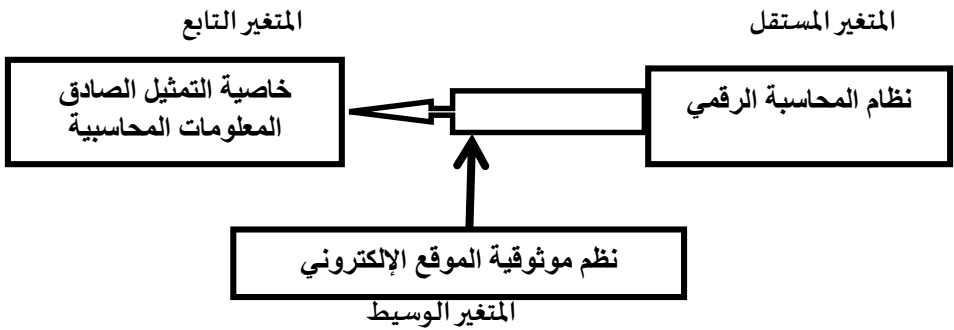 المتغير المستقل
المتغير التابع
نظام المحاسبة الرقمي
خاصية التمثيل الصادق
المعلومات المحاسبية
نظم موثوقية الموقع الإلكتروني
المتغير الوسيط